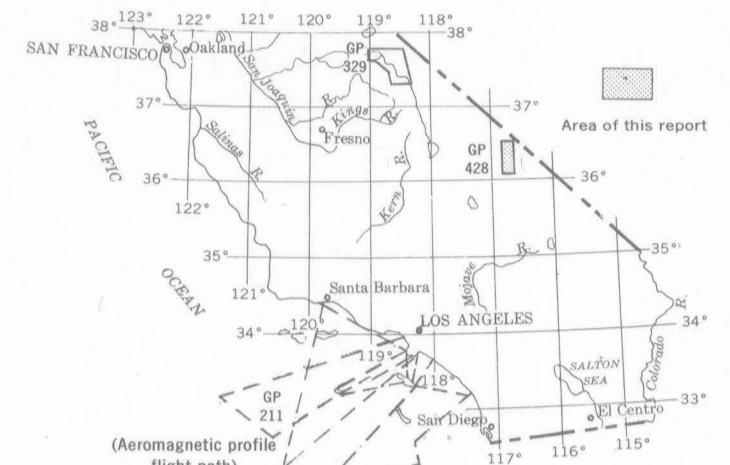 123°
122°
121°
120°
119°
118°
38°
38°
SAN FRANCISCO
Oakland
GP
329
San Joaquin
R.
Kings
R.
37°
37°
Fresno
Area of this report
PACIFIC
Salinas
R.
GP
428
36°
36°
122°
Kern
R.
35°
35°
OCEAN
Mojave
R.
121°
Santa Barbara
120°
LOS ANGELES
34°
34°
119°
118°
Colorado
R.
SALTON
SEA
GP
211
33°
San Diego
El Centro
(Aeromagnetic profile
flight path)
117°
116°
115°